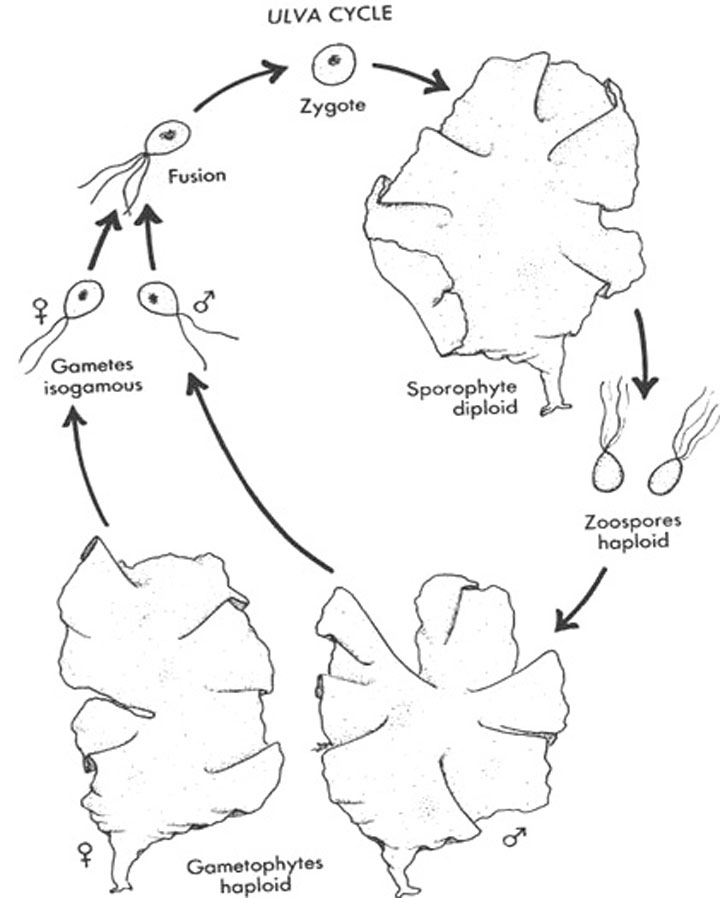 ULVA CYCLE
Zygote
Fusion
♀
♂
Gametes
isogamous
Sporophyte
diploid
Zoospores
haploid
♀
♂
Gametophytes
haploid